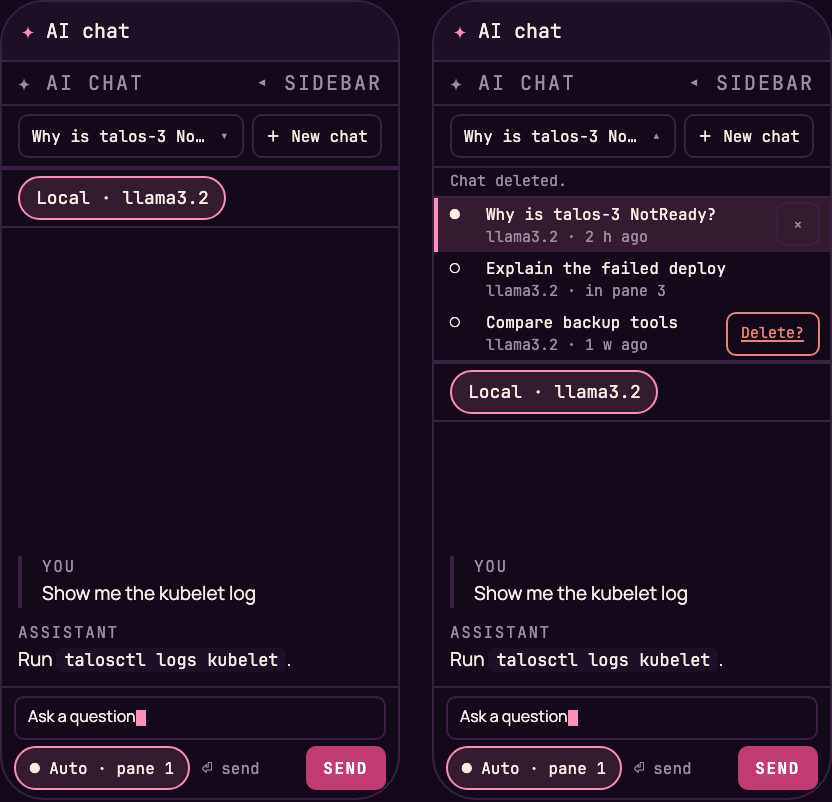 ✦ AI chat
✦ AI CHAT ◂ SIDEBAR
Why is talos-3 No… ▾ + New chat
Local · llama3.2
YOU
Show me the kubelet log
ASSISTANT
Run talosctl logs kubelet .
Ask a question
● Auto · pane 1 ⏎ send SEND
✦ AI chat
✦ AI CHAT ◂ SIDEBAR
Why is talos-3 No… ▴ + New chat
Chat deleted.
● Why is talos-3 NotReady? ×
llama3.2 · 2 h ago
○ Explain the failed deploy
llama3.2 · in pane 3
○ Compare backup tools Delete?
llama3.2 · 1 w ago
Local · llama3.2
YOU
Show me the kubelet log
ASSISTANT
Run talosctl logs kubelet .
Ask a question
● Auto · pane 1 ⏎ send SEND